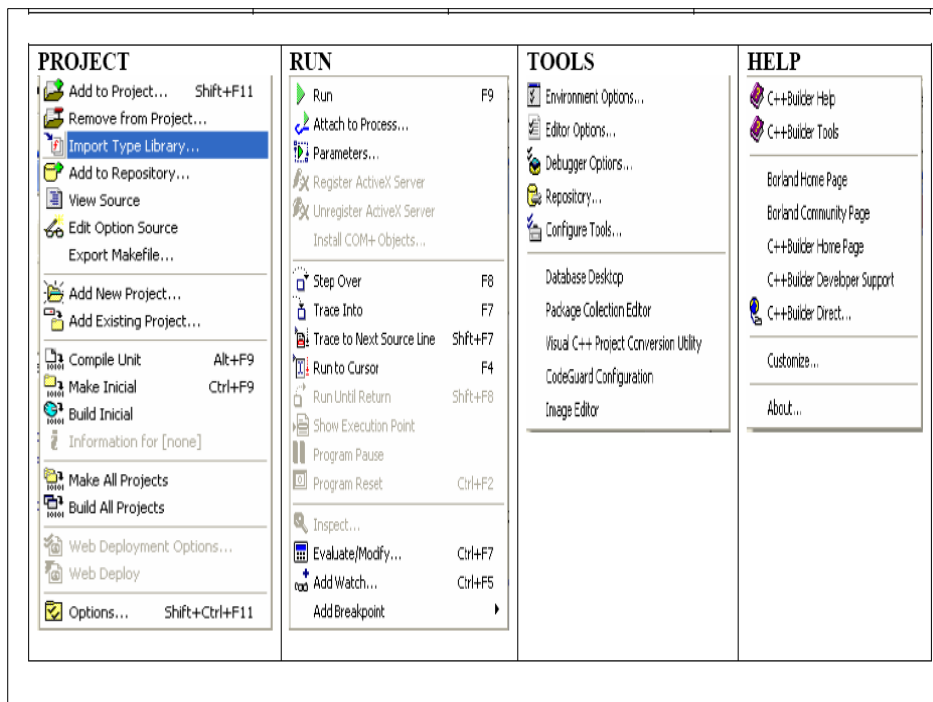 PROJECT
Add to Project... Shift+F11
Remove from Project...
Import Type Library...
Add to Repository...
View Source
Edit Option Source
Export Makefile...
Add New Project...
Add Existing Project...
Compile Unit Alt+F9
Make Inicial Ctrl+F9
Build Inicial
Information for [none]
Make All Projects
Build All Projects
Web Deployment Options...
Web Deploy
Options... Shift+Ctrl+F11
RUN
Run F9
Attach to Process...
Parameters...
Register ActiveX Server
Unregister ActiveX Server
Install COM+ Objects...
Step Over F8
Trace Into F7
Trace to Next Source Line Shift+F7
Run to Cursor F4
Run Until Return Shift+F8
Show Execution Point
Program Pause
Program Reset Ctrl+F2
Inspect...
Evaluate/Modify... Ctrl+F7
Add Watch... Ctrl+F5
Add Breakpoint
TOOLS
Environment Options...
Editor Options...
Debugger Options...
Repository...
Configure Tools...
Database Desktop
Package Colection Editor
Visual C++ Project Conversion Utility
CodeGuard Configuration
Image Editor
HELP
C++Builder Help
C++Builder Tools
Borland Home Page
Borland Community Page
C++Builder Home Page
C++Builder Developer Support
C++Builder Direct...
Customize...
About...